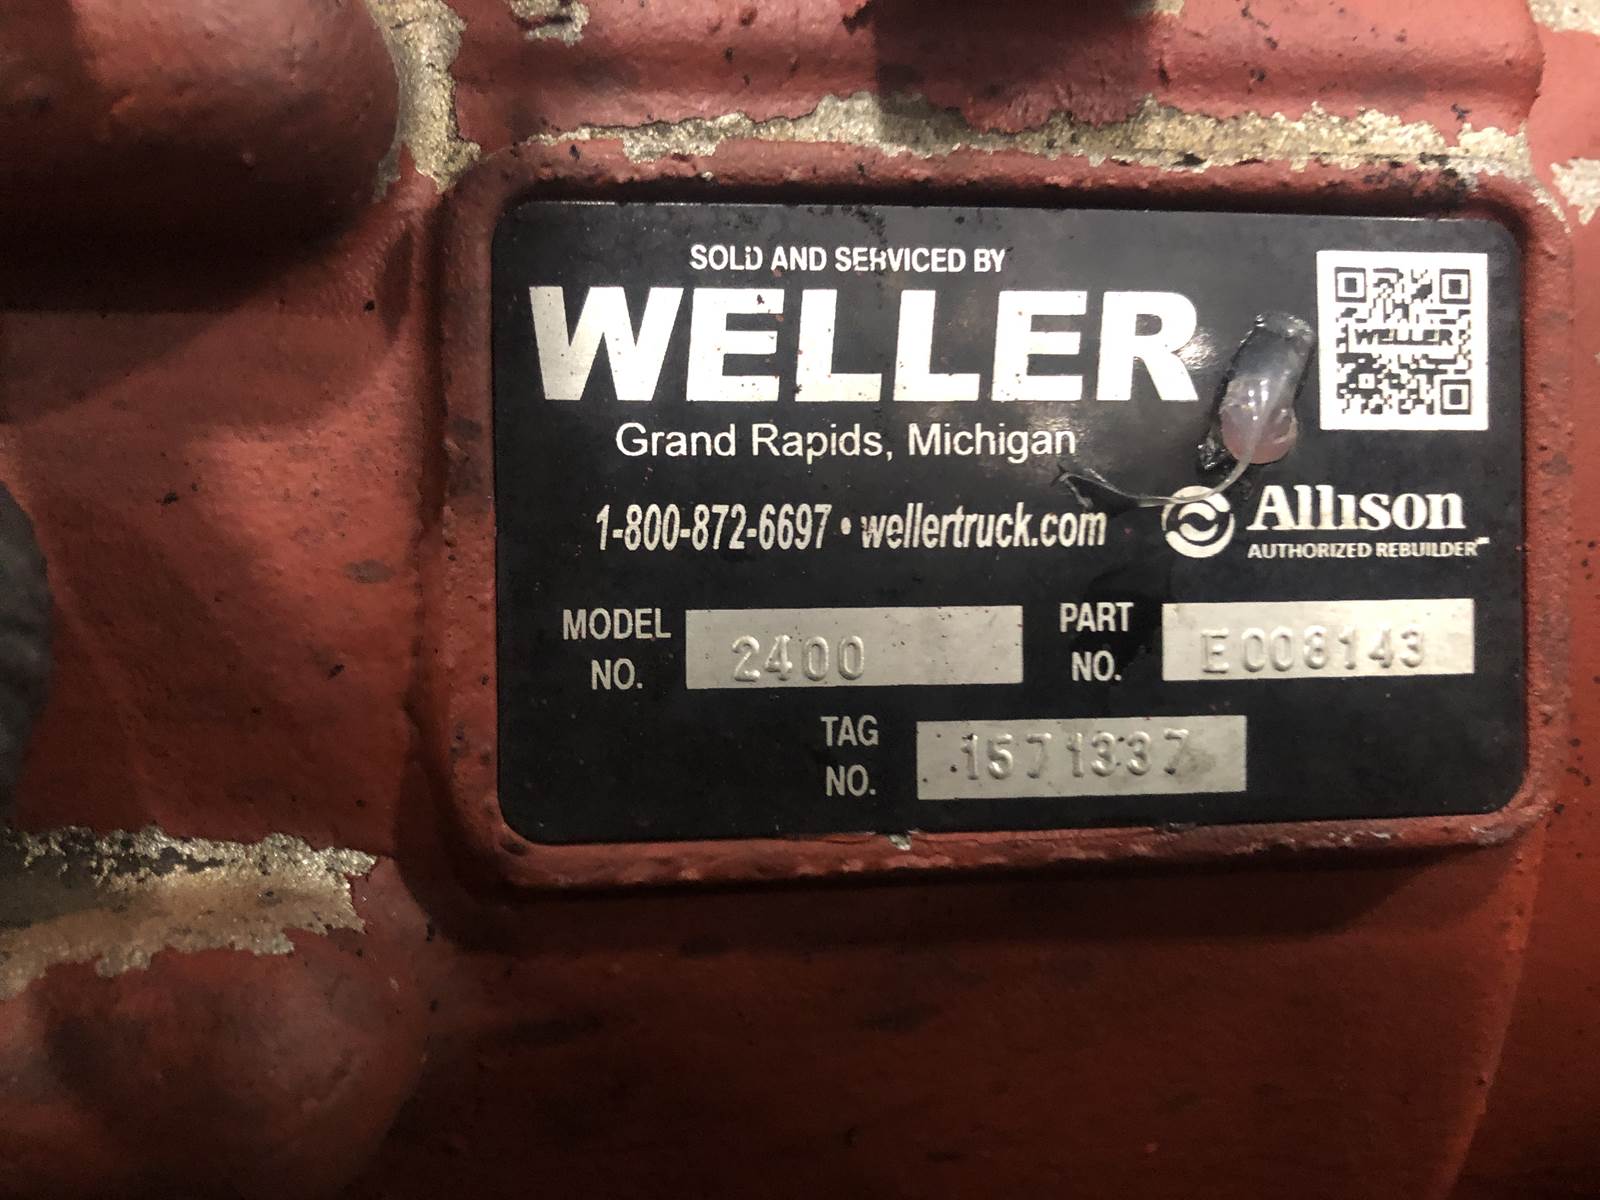 SOLD AND SERVICED BY
WELLER
WELLER
Grand Rapids, Michigan
1-800-872-6697 • wellertruck.com
Allison
AUTHORIZED REBUILDER
MODEL NO. 2400
PART NO. E008143
TAG NO. 1571337